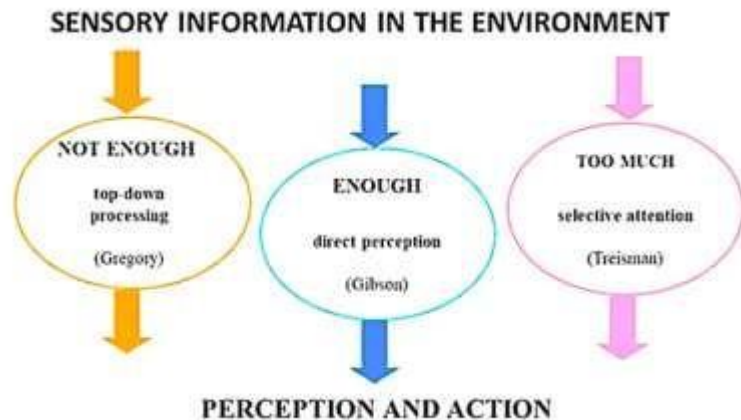 SENSORY INFORMATION IN THE ENVIRONMENT
NOT ENOUGH
top-down
processing
(Gregory)
ENOUGH
direct perception
(Gibson)
TOO MUCH
selective attention
(Treisman)
PERCEPTION AND ACTION